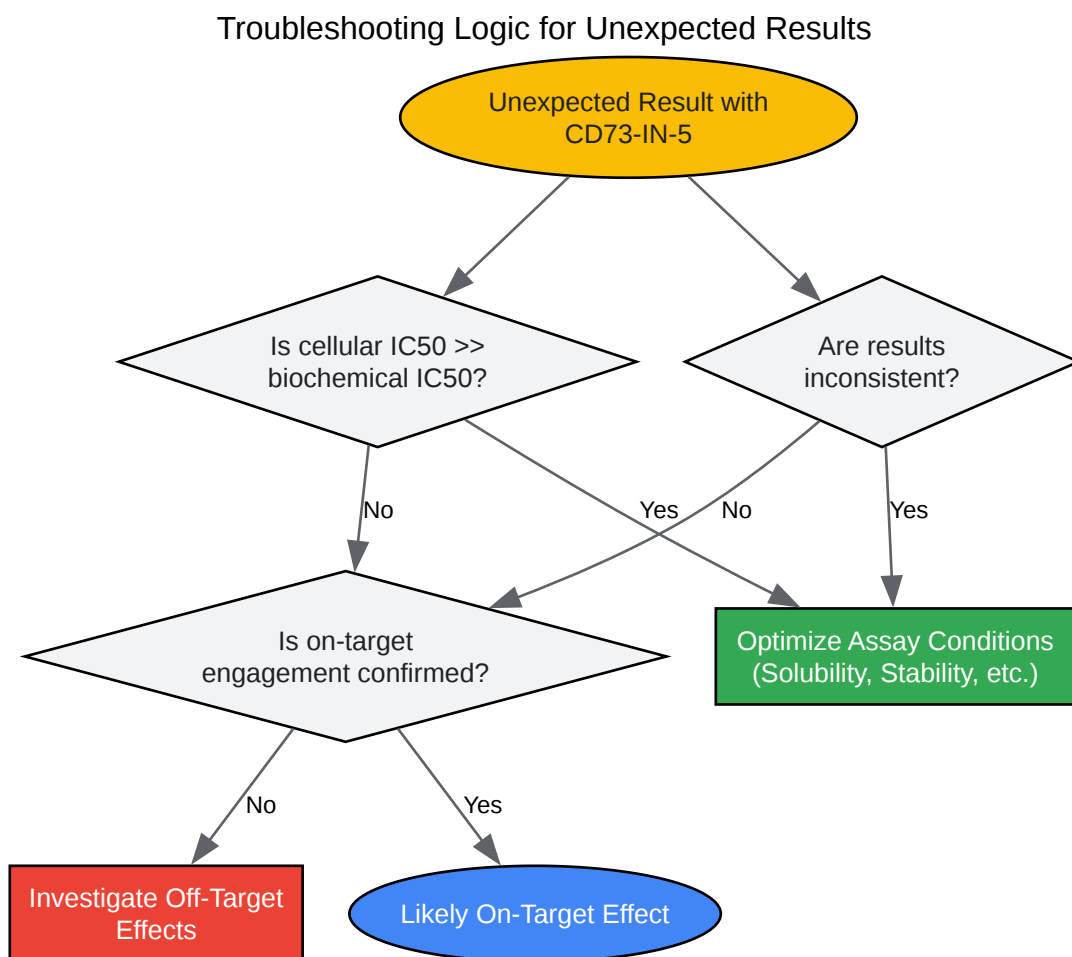 Troubleshooting Logic for Unexpected Results
Unexpected Result with
CD73-IN-5
Is cellular IC50 >>
biochemical IC50?
Are results
inconsistent?
No
Yes
No
Yes
Is on-target
engagement confirmed?
Optimize Assay Conditions
(Solubility, Stability, etc.)
No
Yes
Investigate Off-Target
Effects
Likely On-Target Effect